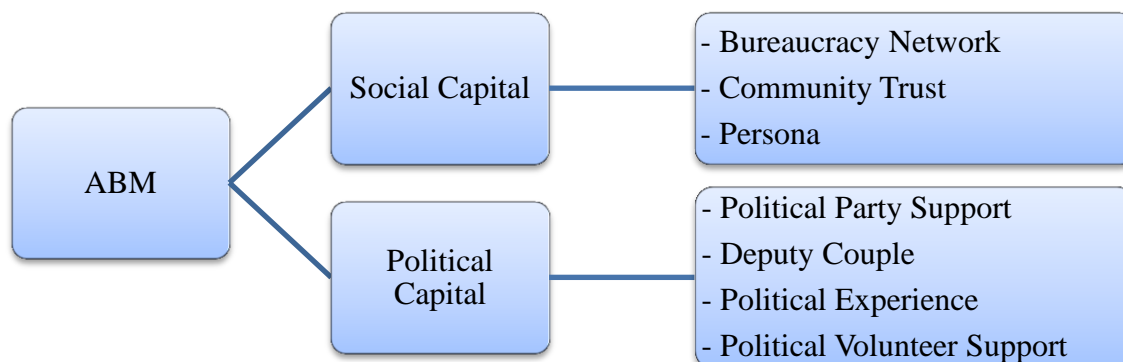 ABM
Social Capital
- Bureaucracy Network
- Community Trust
- Persona
Political
Capital
- Political Party Support
- Deputy Couple
- Political Experience
- Political Volunteer Support